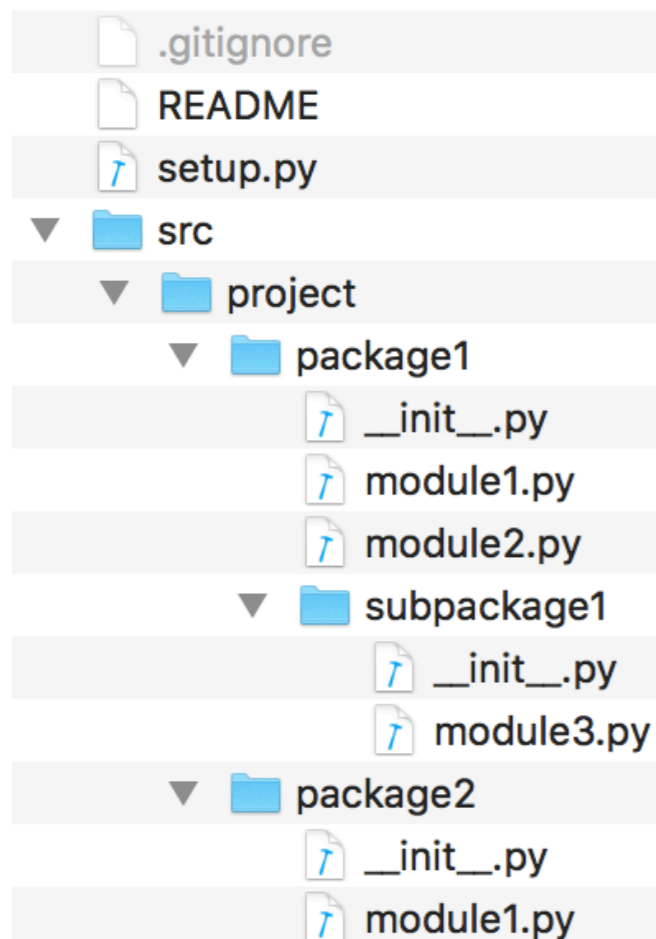 .gitignore
README
setup.py
src
project
package1
__init__.py
module1.py
module2.py
subpackage1
__init__.py
module3.py
package2
__init__.py
module1.py